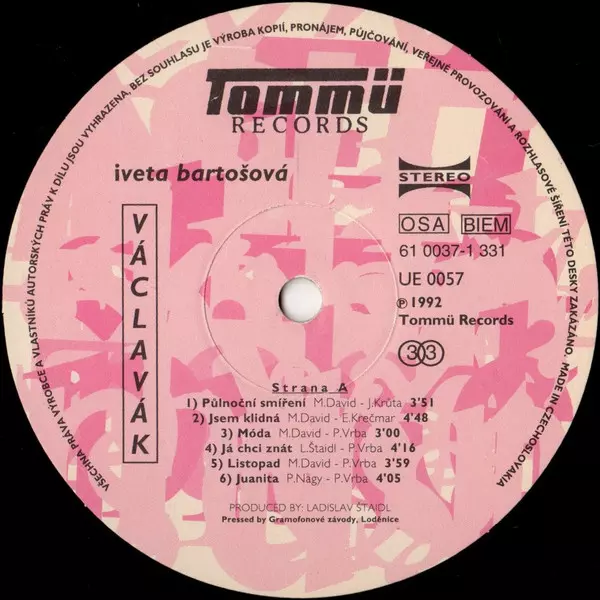 VŠECHNA PRÁVA VÝROBCE A VLASTNÍKŮ AUTORSKÝCH PRÁV K DÍLU JSOU VYHRAZENA, BEZ SOUHLASU JE VÝROBA KOPIÍ, PRONÁJEM, PŮJČOVÁNÍ, VEŘEJNÉ PROVOZOVÁNÍ A ROZHLASOVÉ ŠÍŘENÍ TÉTO DESKY ZAKÁZÁNO. MADE IN CZECHOSLOVAKIA
Tommü
RECORDS
iveta bartošová
STEREO
VÁCLAVÁK
OSA BIEM
61 0037-1 331
UE 0057
℗ 1992
Tommü Records
33
Strana A
1) Půlnoční smíření M.David - J.Krůta 3'51
2) Jsem klidná M.David - E.Krečmar 4'48
3) Móda M.David - P.Vrba 3'00
4) Já chci znát L.Štaidl - P.Vrba 4'16
5) Listopad M.David - P.Vrba 3'59
6) Juanita P.Nagy - P.Vrba 4'05
PRODUCED BY: LADISLAV ŠTAIDL
Pressed by Gramofonové závody, Loděnice